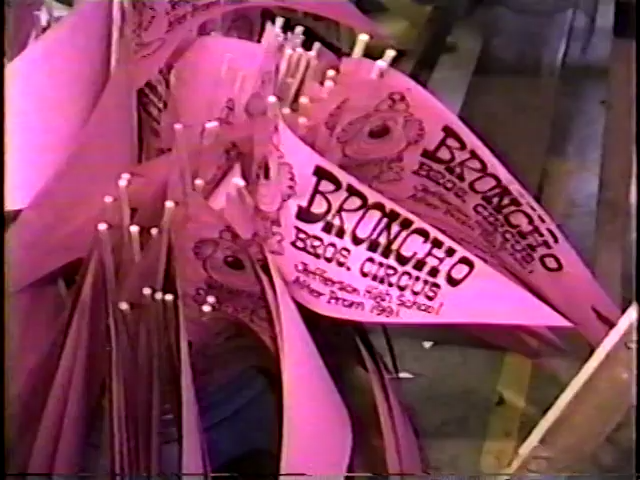 BRONCHO
BROS. CIRCUS
Jefferson High School
After Prom 1991
BRONCHO
BROS. CIRCUS